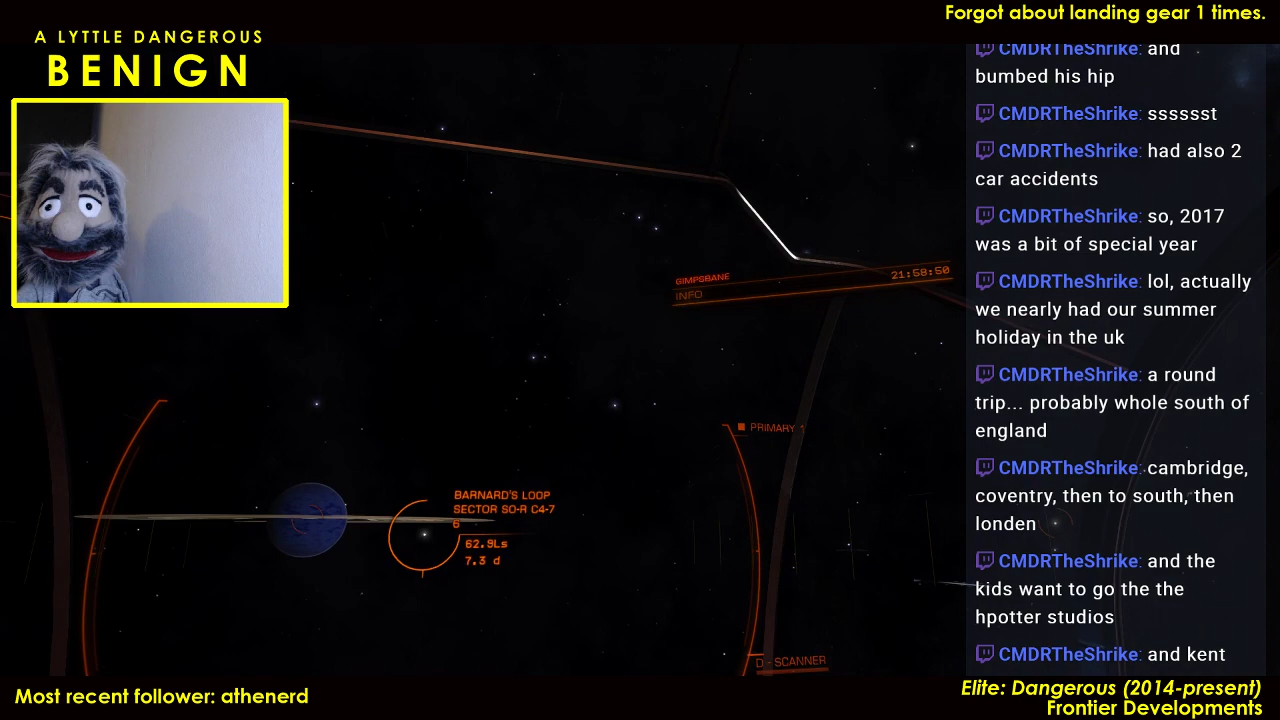 Forgot about landing gear 1 times.
A LYTTLE DANGEROUS
BENIGN
CMDRTheShrike: and
bumbed his hip
CMDRTheShrike: sssssst
CMDRTheShrike: had also 2
car accidents
CMDRTheShrike: so, 2017
was a bit of special year
CMDRTheShrike: lol, actually
we nearly had our summer
holiday in the uk
CMDRTheShrike: a round
trip... probably whole south of
england
CMDRTheShrike: cambridge,
coventry, then to south, then
londen
CMDRTheShrike: and the
kids want to go the the
hpotter studios
CMDRTheShrike: and kent
GIMPSBANE
21:58:50
INFO
PRIMARY 1
BARNARD'S LOOP
SECTOR SO-R C4-7
6
62.9Ls
7.3 d
D-SCANNER
Most recent follower: athenerd
Elite: Dangerous (2014-present)
Frontier Developments